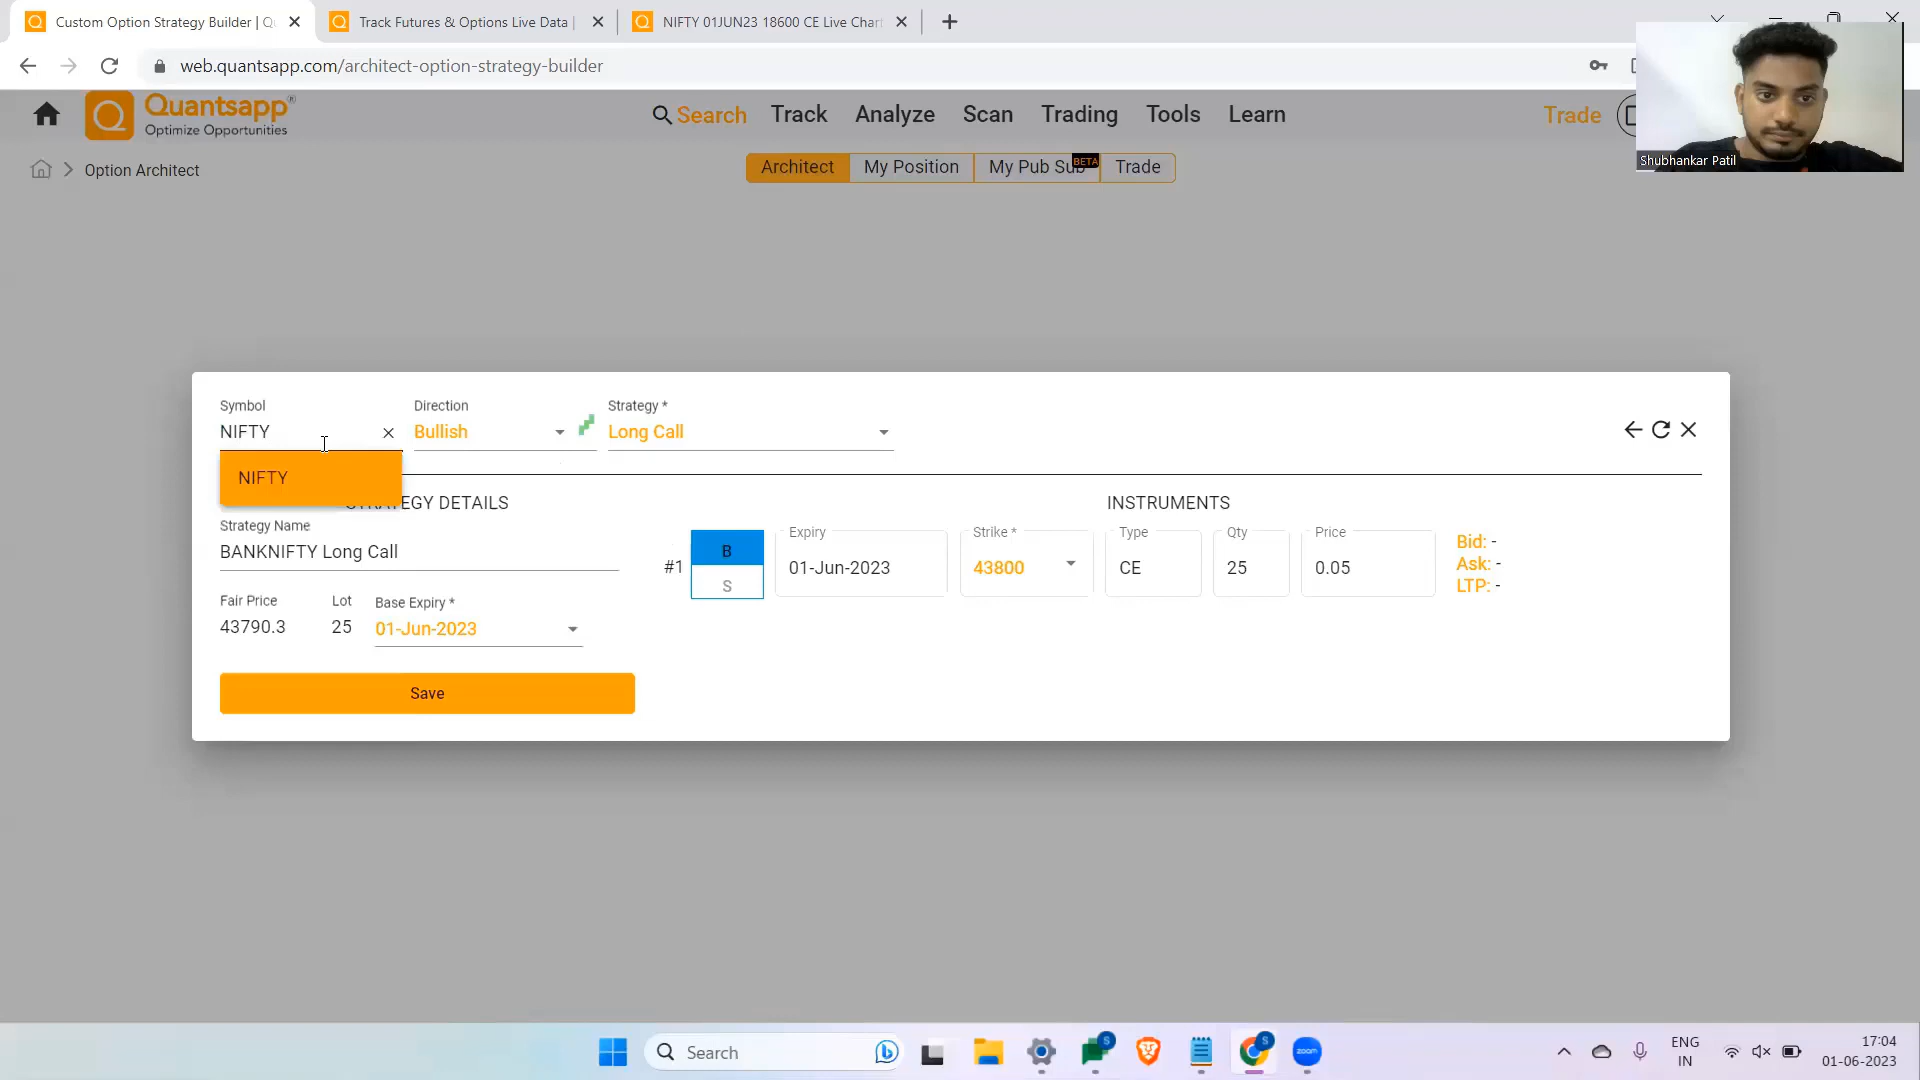 Custom Option Strategy Builder | Q
Track Futures & Options Live Data |
NIFTY 01JUN23 18600 CE Live Char
web.quantsapp.com/architect-option-strategy-builder
Quantsapp®
Optimize Opportunities
Search
Track
Analyze
Scan
Trading
Tools
Learn
Trade
Shubhankar Patil
Option Architect
Architect
My Position
My Pub Sub
BETA
Trade
Symbol
Direction
Strategy *
NIFTY
Bullish
Long Call
NIFTY
STRATEGY DETAILS
INSTRUMENTS
Strategy Name
BANKNIFTY Long Call
#1
B
S
Expiry
01-Jun-2023
Strike *
43800
Type
CE
Qty
25
Price
0.05
Bid: -
Ask: -
LTP: -
Fair Price
Lot
Base Expiry *
43790.3
25
01-Jun-2023
Save
Search
S
S
zoom
ENG
IN
17:04
01-06-2023